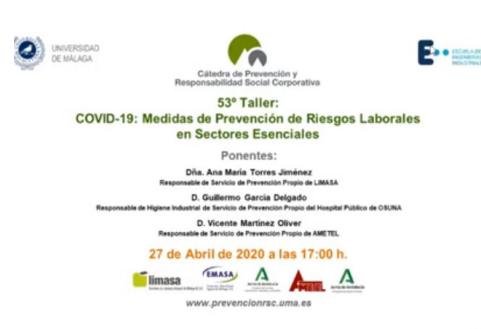 UNIVERSIDAD
DE MÁLAGA
ESCUELA DE
INGENIERÍAS
INDUSTRIALES
Cátedra de Prevención y
Responsabilidad Social Corporativa
53º Taller:
COVID-19: Medidas de Prevención de Riesgos Laborales
en Sectores Esenciales
Ponentes:
Dña. Ana María Torres Jiménez
Responsable de Servicio de Prevención Propio de LIMASA
D. Guillermo García Delgado
Responsable de Higiene Industrial de Servicio de Prevención Propio del Hospital Público de OSUNA
D. Vicente Martínez Oliver
Responsable de Servicio de Prevención Propio de AMETEL
27 de Abril de 2020 a las 17:00 h.
limasa
EMASA
AMETEL
www.prevencionrsc.uma.es